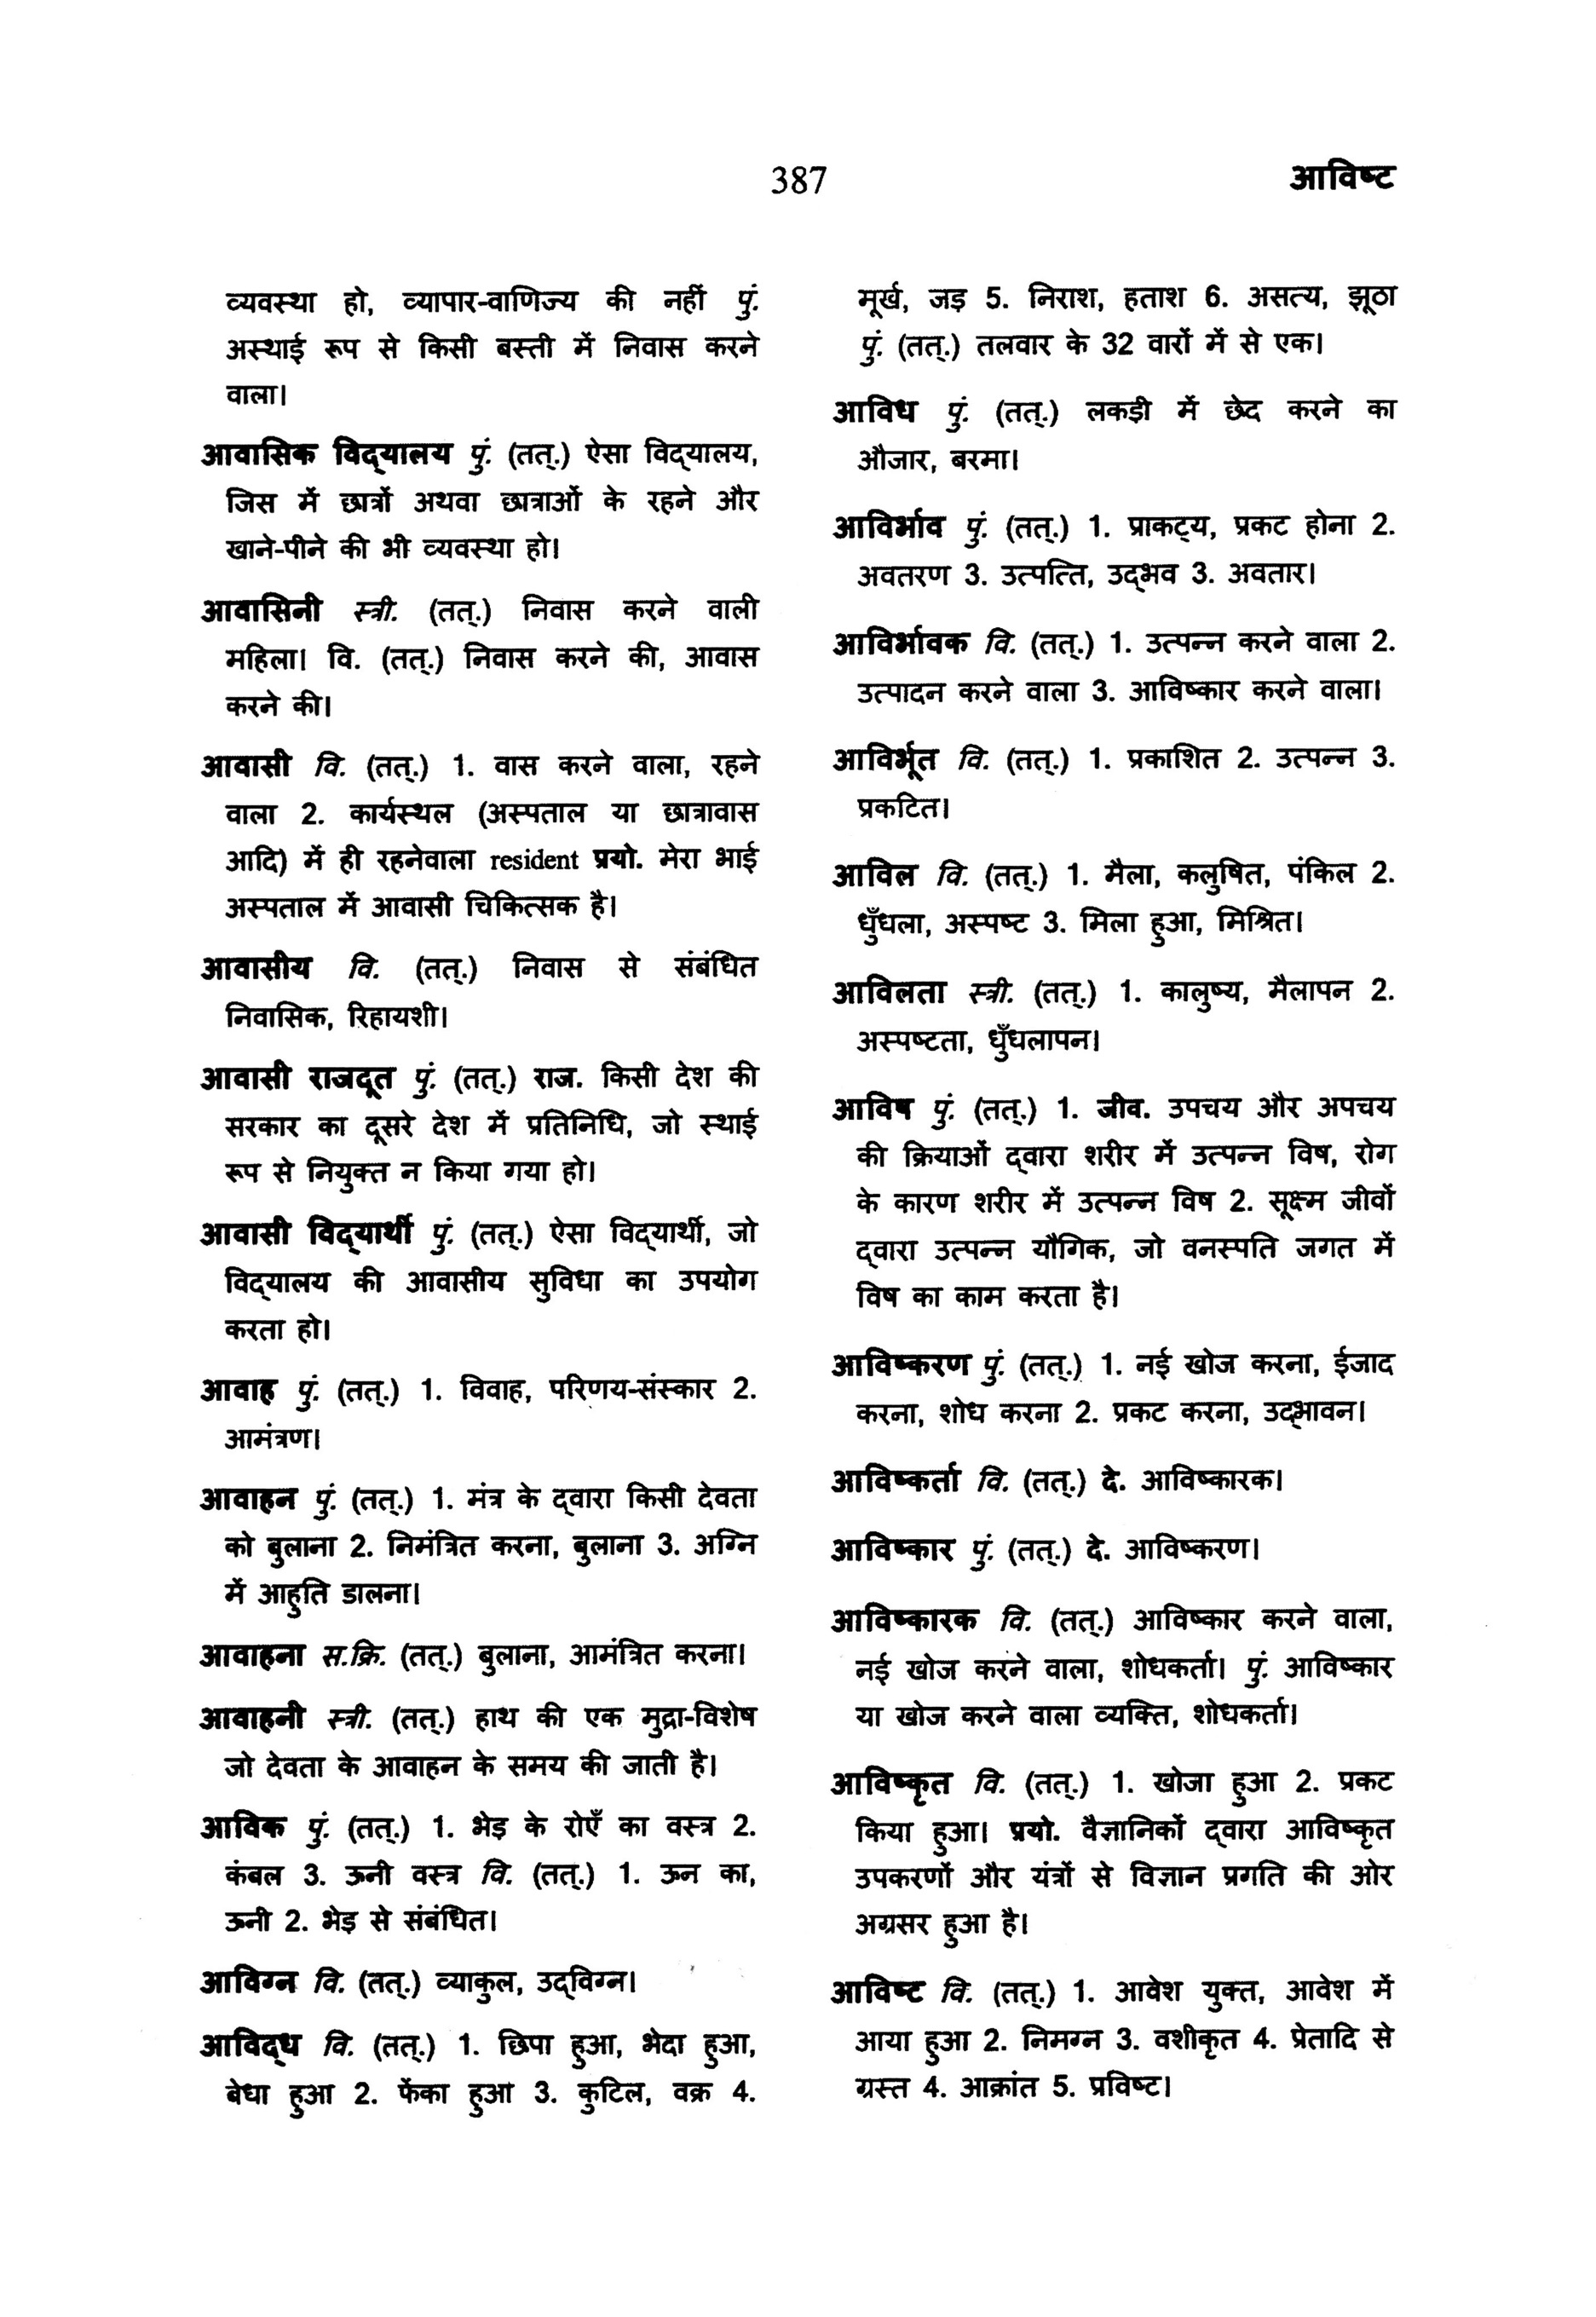 387
आविष्ट
व्यवस्था हो, व्यापार-वाणिज्य की नहीं पुं.
अस्थाई रूप से किसी बस्ती में निवास करने
वाला।
आवासिक विद्‌यालय पुं. (तत्.) ऐसा विद्‌यालय,
जिस में छात्रों अथवा छात्राओं के रहने और
खाने-पीने की भी व्यवस्था हो।
आवासिनी स्त्री. (तत्.) निवास करने वाली
महिला। वि. (तत्.) निवास करने की, आवास
करने की।
आवासी वि. (तत्.) 1. वास करने वाला, रहने
वाला 2. कार्यस्थल (अस्पताल या छात्रावास
आदि) में ही रहनेवाला resident प्रयो. मेरा भाई
अस्पताल में आवासी चिकित्सक है।
आवासीय वि. (तत्.) निवास से संबंधित
निवासिक, रिहायशी।
आवासी राजदूत पुं. (तत्.) राज. किसी देश की
सरकार का दूसरे देश में प्रतिनिधि, जो स्थाई
रूप से नियुक्त न किया गया हो।
आवासी विद्‌यार्थी पुं. (तत्.) ऐसा विद्‌यार्थी, जो
विद्‌यालय की आवासीय सुविधा का उपयोग
करता हो।
आवाह पुं. (तत्.) 1. विवाह, परिणय-संस्कार 2.
आमंत्रण।
आवाहन पुं. (तत्.) 1. मंत्र के द्‌वारा किसी देवता
को बुलाना 2. निमंत्रित करना, बुलाना 3. अग्नि
में आहुति डालना।
आवाहना स.क्रि. (तत्.) बुलाना, आमंत्रित करना।
आवाहनी स्त्री. (तत्.) हाथ की एक मुद्रा-विशेष
जो देवता के आवाहन के समय की जाती है।
आविक पुं. (तत्.) 1. भेड़ के रोएँ का वस्त्र 2.
कंबल 3. ऊनी वस्त्र वि. (तत्.) 1. ऊन का,
ऊनी 2. भेड़ से संबंधित।
आविग्न वि. (तत्.) व्याकुल, उद्‌विग्न।
आविद्‌ध वि. (तत्.) 1. छिपा हुआ, भेदा हुआ,
बेधा हुआ 2. फेंका हुआ 3. कुटिल, वक्र 4.
मूर्ख, जड़ 5. निराश, हताश 6. असत्य, झूठा
पुं. (तत्.) तलवार के 32 वारों में से एक।
आविध पुं. (तत्.) लकड़ी में छेद करने का
औजार, बरमा।
आविर्भाव पुं. (तत्.) 1. प्राकट्य, प्रकट होना 2.
अवतरण 3. उत्पत्ति, उद्‌भव 3. अवतार।
आविर्भावक वि. (तत्.) 1. उत्पन्न करने वाला 2.
उत्पादन करने वाला 3. आविष्कार करने वाला।
आविर्भूत वि. (तत्.) 1. प्रकाशित 2. उत्पन्न 3.
प्रकटित।
आविल वि. (तत्.) 1. मैला, कलुषित, पंकिल 2.
धुँधला, अस्पष्ट 3. मिला हुआ, मिश्रित।
आविलता स्त्री. (तत्.) 1. कालुष्य, मैलापन 2.
अस्पष्टता, धुँधलापन।
आविष पुं. (तत्.) 1. जीव. उपचय और अपचय
की क्रियाओं द्‌वारा शरीर में उत्पन्न विष, रोग
के कारण शरीर में उत्पन्न विष 2. सूक्ष्म जीवों
द्‌वारा उत्पन्न यौगिक, जो वनस्पति जगत में
विष का काम करता है।
आविष्करण पुं. (तत्.) 1. नई खोज करना, ईजाद
करना, शोध करना 2. प्रकट करना, उद्‌भावन।
आविष्कर्ता वि. (तत्.) दे. आविष्कारक।
आविष्कार पुं. (तत्.) दे. आविष्करण।
आविष्कारक वि. (तत्.) आविष्कार करने वाला,
नई खोज करने वाला, शोधकर्ता। पुं. आविष्कार
या खोज करने वाला व्यक्ति, शोधकर्ता।
आविष्कृत वि. (तत्.) 1. खोजा हुआ 2. प्रकट
किया हुआ। प्रयो. वैज्ञानिकों द्‌वारा आविष्कृत
उपकरणों और यंत्रों से विज्ञान प्रगति की ओर
अग्रसर हुआ है।
आविष्ट वि. (तत्.) 1. आवेश युक्त, आवेश में
आया हुआ 2. निमग्न 3. वशीकृत 4. प्रेतादि से
ग्रस्त 4. आक्रांत 5. प्रविष्ट।